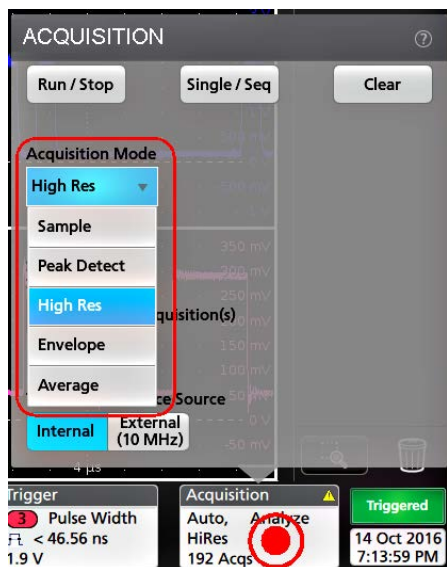 ACQUISITION
?
Run / Stop
Single / Seq
Clear
Acquisition Mode
High Res
Sample
Peak Detect
High Res
Envelope
Average
quisition(s)
ce Source
Internal
External
(10 MHz)
350 mV
300 mV
250 mV
150 mV
100 mV
0 V
-50 mV
4 µs
Trigger
3 Pulse Width
< 46.56 ns
1.9 V
Acquisition
Auto, Analyze
HiRes
192 Acqs
Triggered
14 Oct 2016
7:13:59 PM